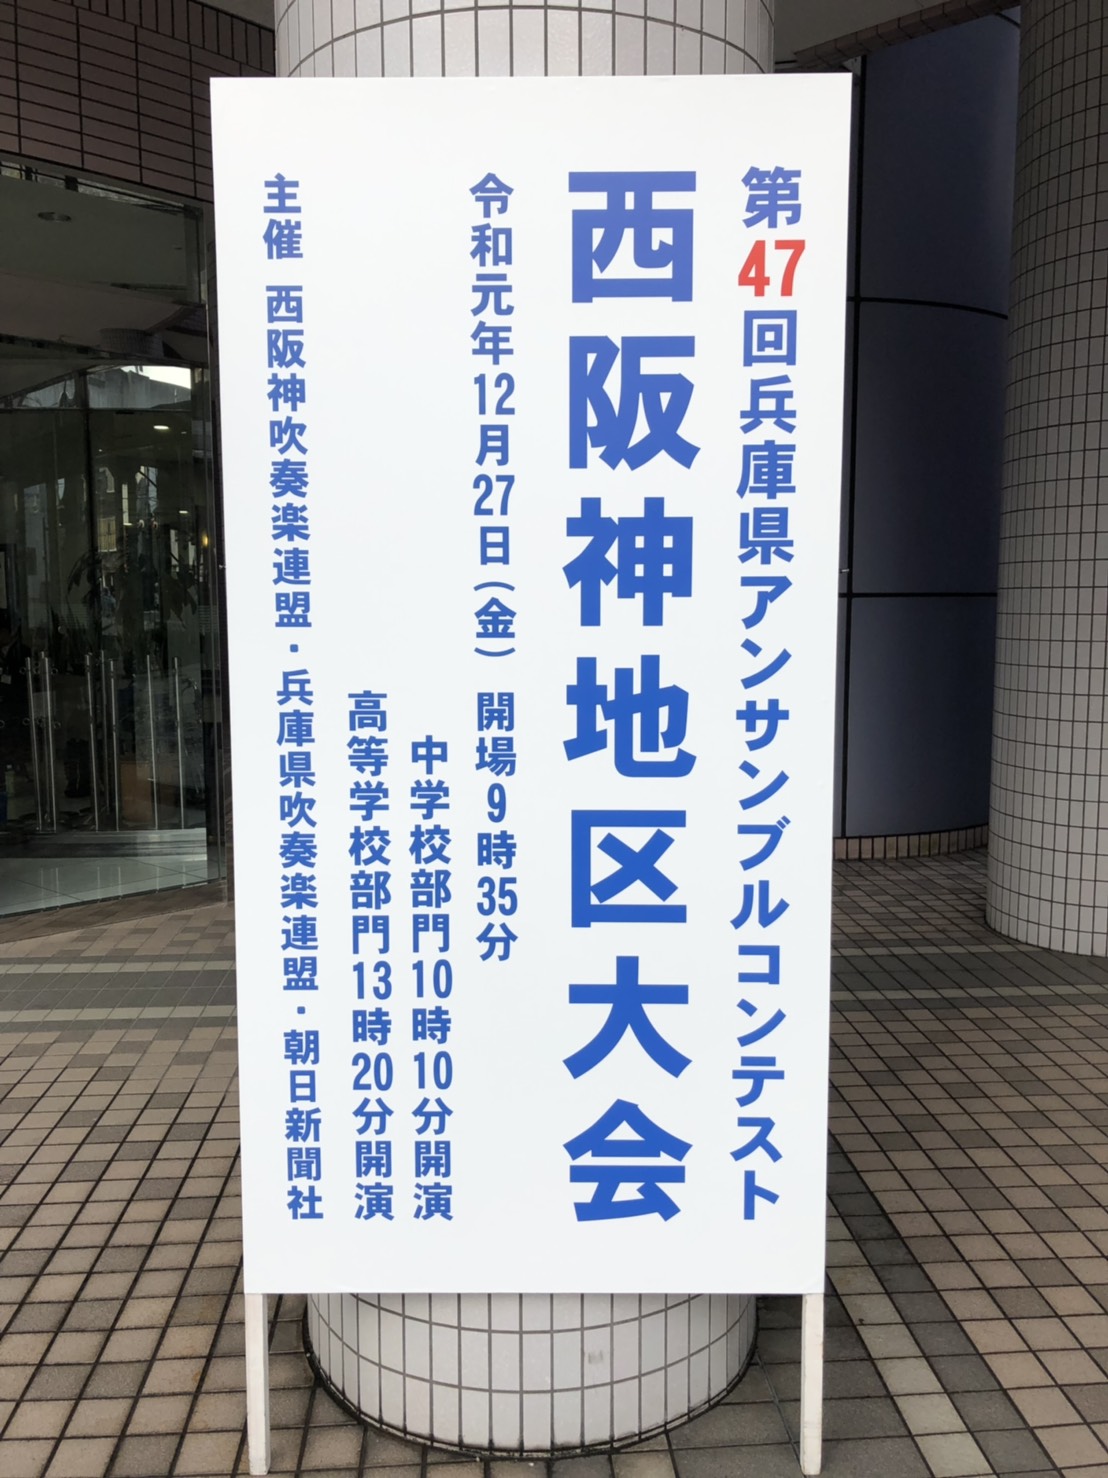 第47回兵庫県アンサンブルコンテスト
西阪神地区大会
令和元年12月27日(金) 開場9時35分
中学校部門10時10分開演
高等学校部門13時20分開演
主催 西阪神吹奏楽連盟・兵庫県吹奏楽連盟・朝日新聞社